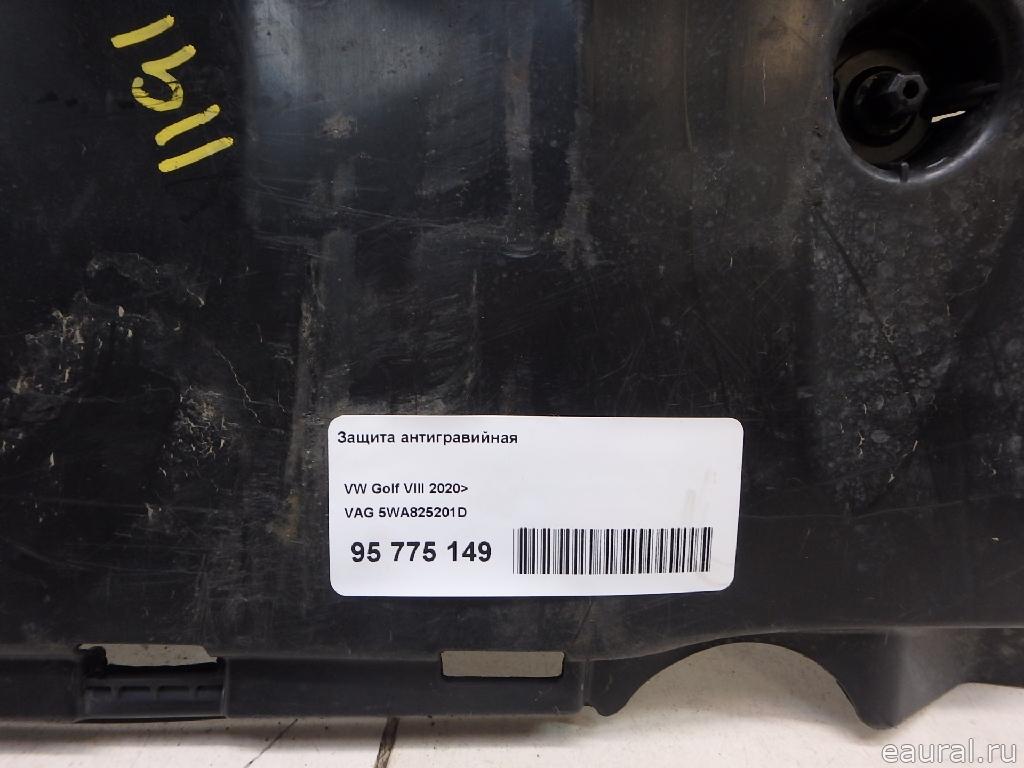 Защита антигравийная
VW Golf VIII 2020>
VAG 5WA825201D
95 775 149
eaural.ru